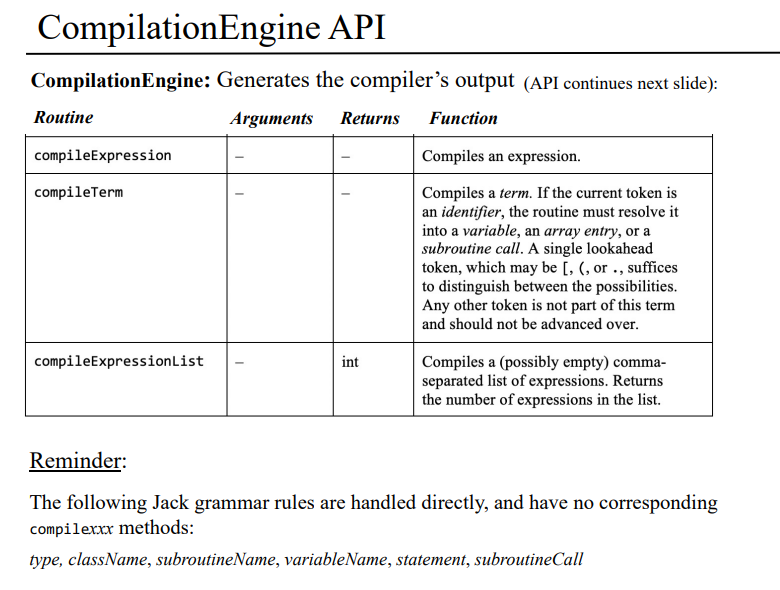 CompilationEngine API
CompilationEngine: Generates the compiler's output (API continues next slide):
Routine Arguments Returns Function
compileExpression – – Compiles an expression.
compileTerm – – Compiles a term. If the current token is
an identifier, the routine must resolve it
into a variable, an array entry, or a
subroutine call. A single lookahead
token, which may be [, (, or ., suffices
to distinguish between the possibilities.
Any other token is not part of this term
and should not be advanced over.
compileExpressionList – int Compiles a (possibly empty) comma-
separated list of expressions. Returns
the number of expressions in the list.
Reminder:
The following Jack grammar rules are handled directly, and have no corresponding
compilexxx methods:
type, className, subroutineName, variableName, statement, subroutineCall